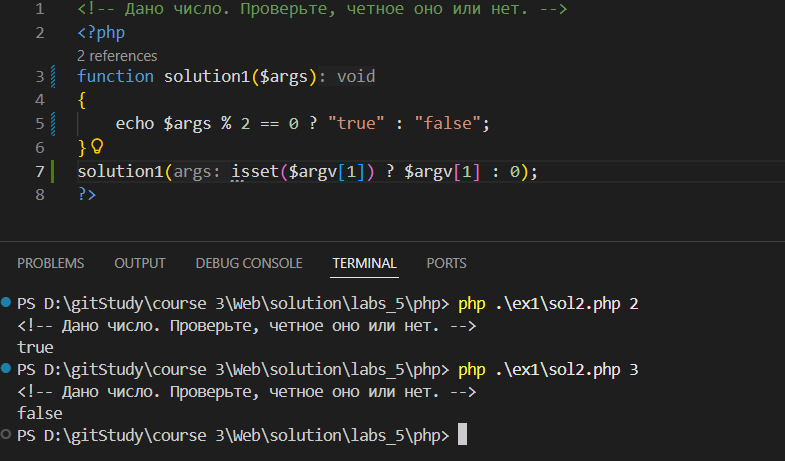 1 <!-- Дано число. Проверьте, четное оно или нет. -->
2 <?php
2 references
3 function solution1($args): void
4 {
5 echo $args % 2 == 0 ? "true" : "false";
6 }
7 solution1(args: isset($argv[1]) ? $argv[1] : 0);
8 ?>
PROBLEMS OUTPUT DEBUG CONSOLE TERMINAL PORTS
PS D:\gitStudy\course 3\Web\solution\labs_5\php> php .\ex1\sol2.php 2
<!-- Дано число. Проверьте, четное оно или нет. -->
true
PS D:\gitStudy\course 3\Web\solution\labs_5\php> php .\ex1\sol2.php 3
<!-- Дано число. Проверьте, четное оно или нет. -->
false
PS D:\gitStudy\course 3\Web\solution\labs_5\php>